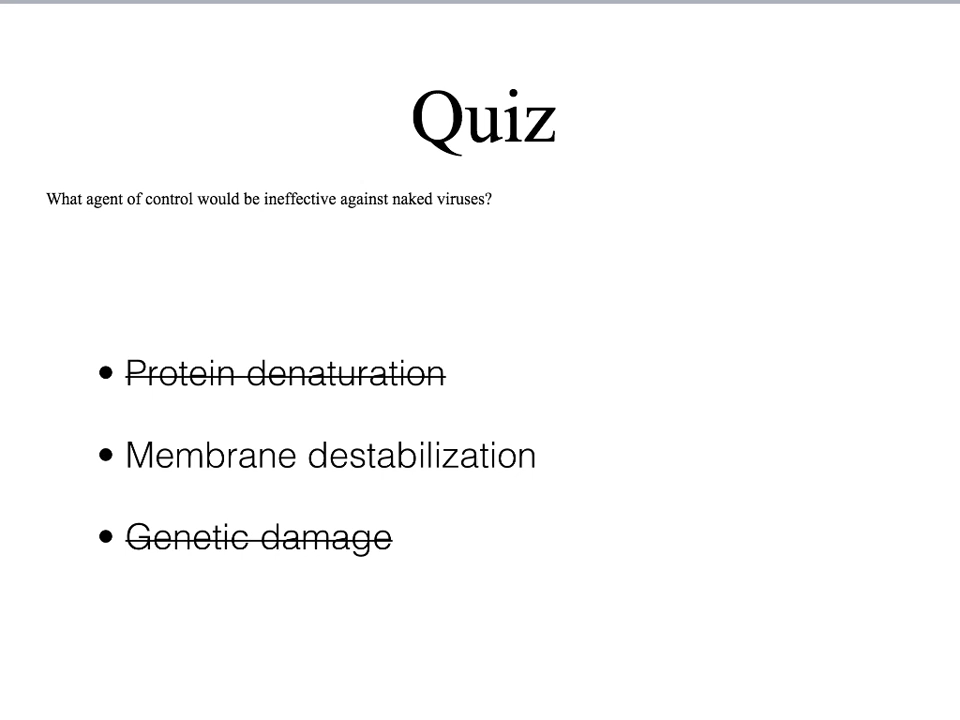 Quiz
What agent of control would be ineffective against naked viruses?
• Protein denaturation
• Membrane destabilization
• Genetic damage